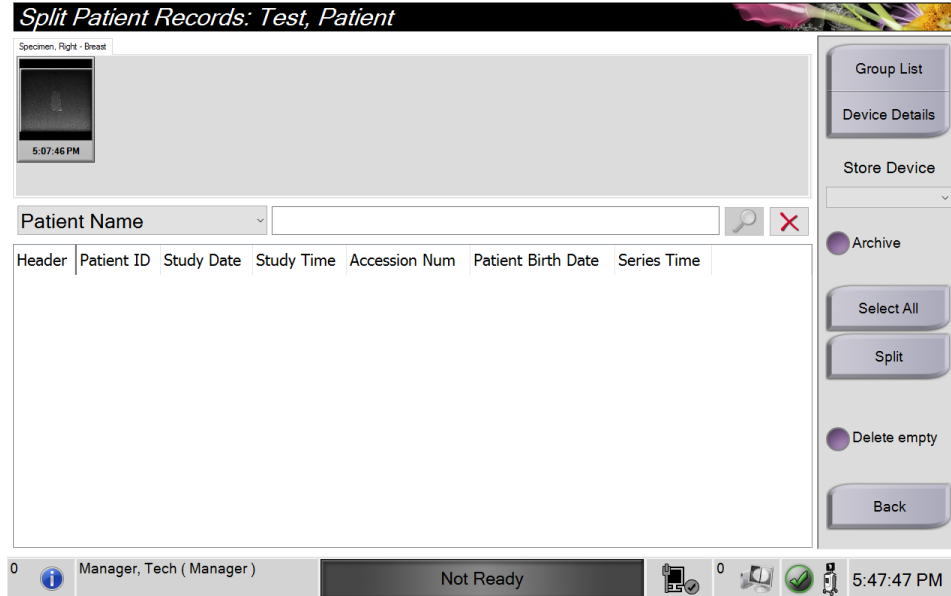 Split Patient Records: Test, Patient
Specimen, Right - Breast
5:07:46 PM
Group List
Device Details
Store Device
Patient Name
Archive
Header Patient ID Study Date Study Time Accession Num Patient Birth Date Series Time
Select All
Split
Delete empty
Back
0
Manager, Tech ( Manager )
Not Ready
0
5:47:47 PM